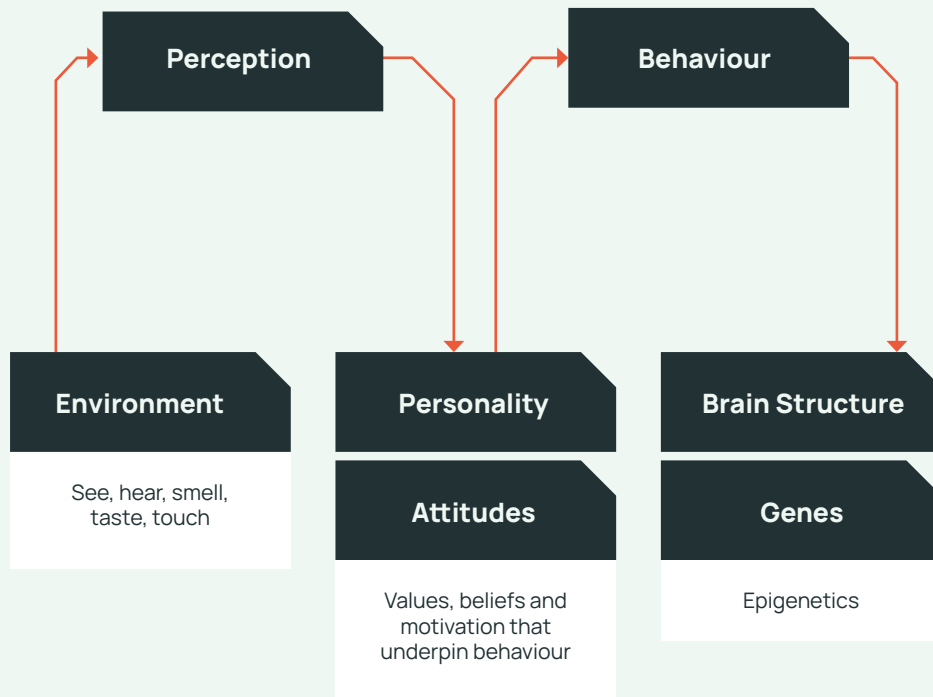 Perception
Behaviour
Environment
See, hear, smell,
taste, touch
Personality
Attitudes
Values, beliefs and
motivation that
underpin behaviour
Brain Structure
Genes
Epigenetics